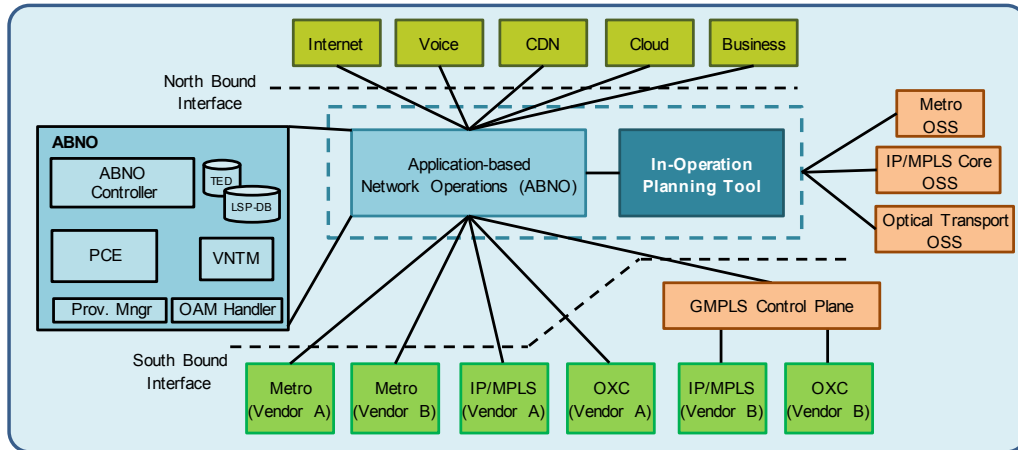 Internet
Voice
CDN
Cloud
Business
North Bound
Interface
ABNO
ABNO
Controller
TED
LSP-DB
PCE
VNTM
Prov. Mngr
OAM Handler
Application-based
Network Operations (ABNO)
In-Operation
Planning Tool
Metro
OSS
IP/MPLS Core
OSS
Optical Transport
OSS
GMPLS Control Plane
South Bound
Interface
Metro
(Vendor A)
Metro
(Vendor B)
IP/MPLS
(Vendor A)
OXC
(Vendor A)
IP/MPLS
(Vendor B)
OXC
(Vendor B)